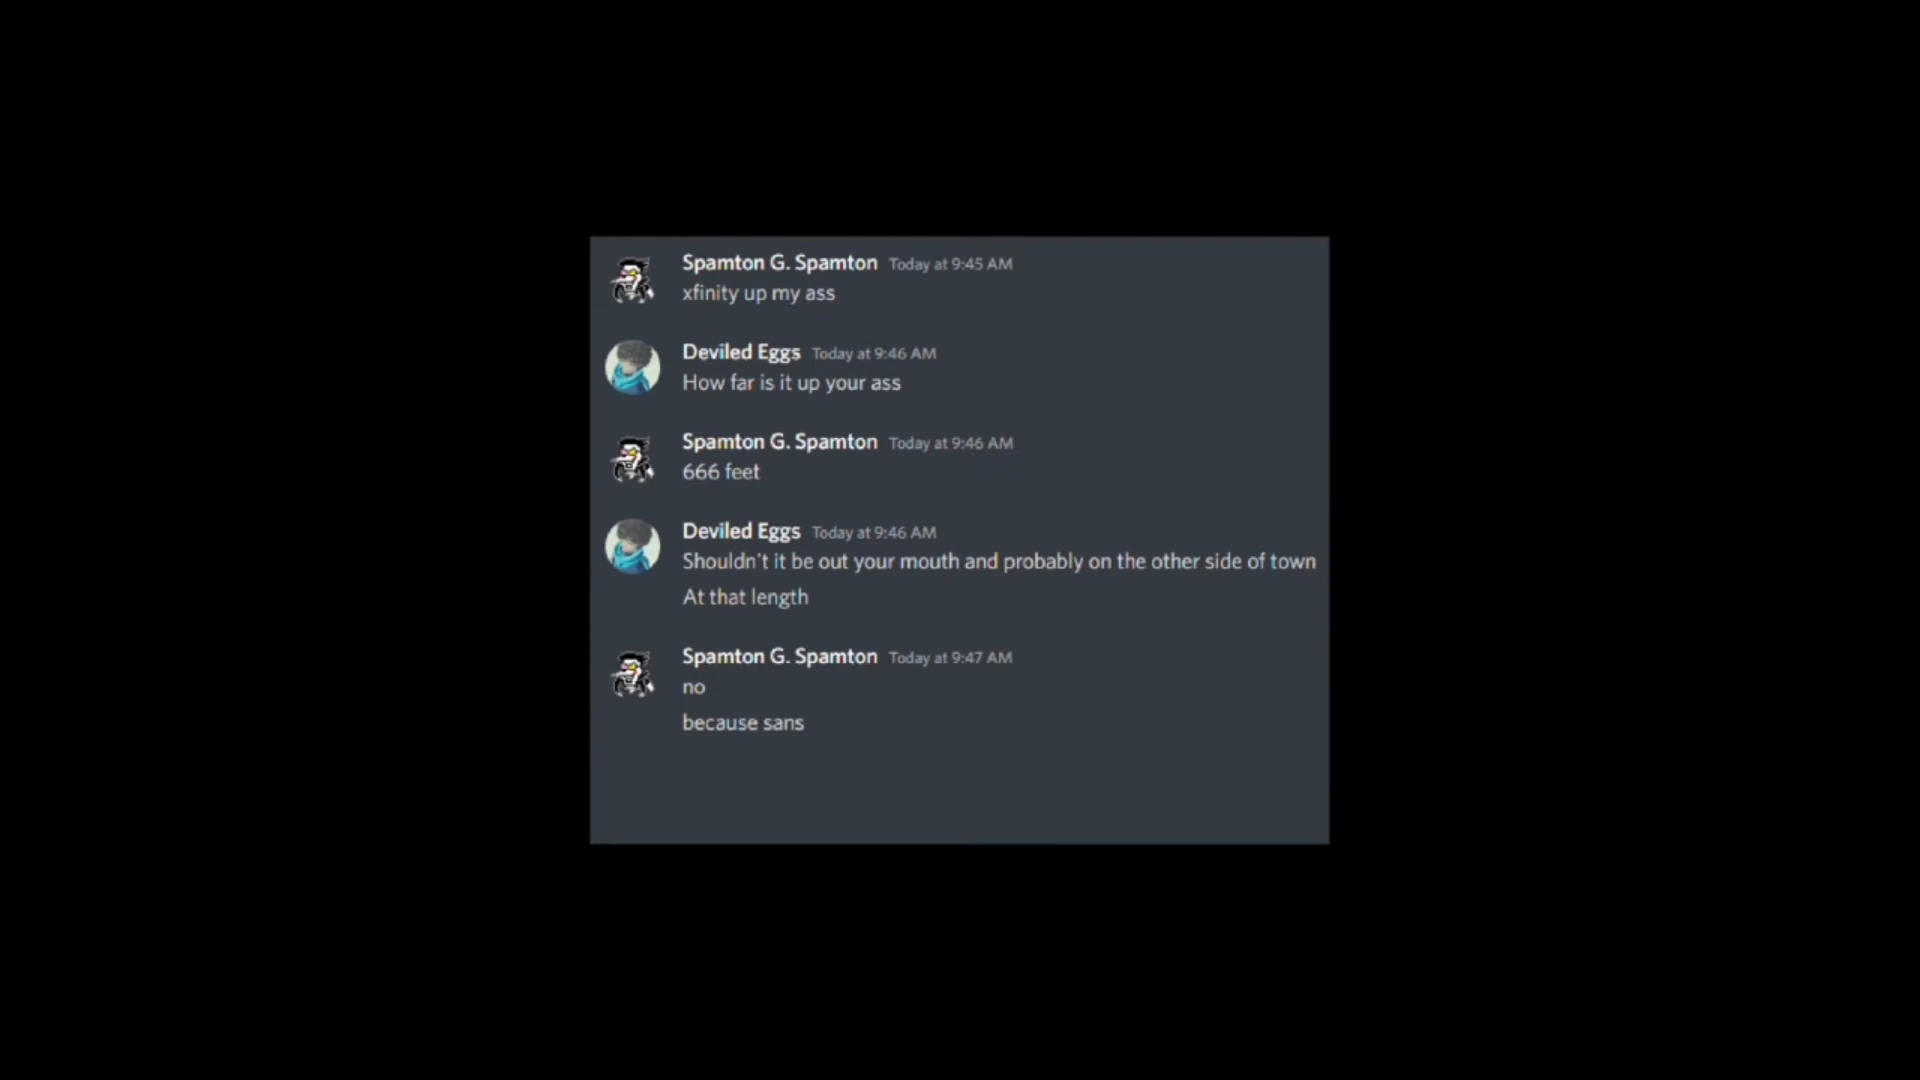 Spamton G. Spamton Today at 9:45 AM
xfinity up my ass
Deviled Eggs Today at 9:46 AM
How far is it up your ass
Spamton G. Spamton Today at 9:46 AM
666 feet
Deviled Eggs Today at 9:46 AM
Shouldn't it be out your mouth and probably on the other side of town
At that length
Spamton G. Spamton Today at 9:47 AM
no
because sans